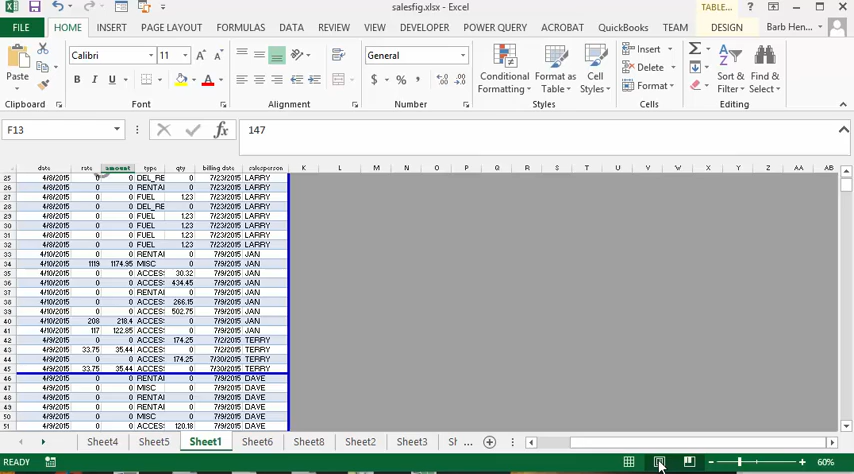 salesfig.xlsx - Excel
TABLE...
FILE HOME INSERT PAGE LAYOUT FORMULAS DATA REVIEW VIEW DEVELOPER POWER QUERY ACROBAT QuickBooks TEAM DESIGN Barb Hen...
Paste
Calibri 11
B I U
General
$ % ,
Conditional Formatting
Format as Table
Cell Styles
Insert
Delete
Format
Sort & Filter
Find & Select
Clipboard Font Alignment Number Styles Cells Editing
F13 fx 147
date rate amount type qty billing date salesperson K L M N O P Q R S T U V W X Y Z AA AB
25 4/8/2015 0 0 DEL_RE 0 7/23/2015 LARRY
26 4/8/2015 0 0 RENTAL 0 7/23/2015 LARRY
27 4/8/2015 0 0 FUEL 1.23 7/23/2015 LARRY
28 4/8/2015 0 0 DEL_RE 0 7/23/2015 LARRY
29 4/8/2015 0 0 FUEL 1.23 7/23/2015 LARRY
30 4/8/2015 0 0 FUEL 1.23 7/23/2015 LARRY
31 4/8/2015 0 0 FUEL 1.23 7/23/2015 LARRY
32 4/8/2015 0 0 FUEL 1.23 7/23/2015 LARRY
33 4/10/2015 0 0 RENTAL 0 7/9/2015 JAN
34 4/10/2015 1119 1174.95 MISC 0 7/9/2015 JAN
35 4/10/2015 0 0 ACCES 30.32 7/9/2015 JAN
36 4/10/2015 0 0 ACCES 434.45 7/9/2015 JAN
37 4/10/2015 0 0 RENTAL 0 7/9/2015 JAN
38 4/10/2015 0 0 ACCES 266.15 7/9/2015 JAN
39 4/10/2015 0 0 ACCES 502.75 7/9/2015 JAN
40 4/10/2015 208 218.4 ACCES 0 7/9/2015 JAN
41 4/10/2015 117 122.85 ACCES 0 7/9/2015 JAN
42 4/9/2015 0 0 ACCES 174.25 7/2/2015 TERRY
43 4/9/2015 33.75 35.44 ACCES 0 7/2/2015 TERRY
44 4/9/2015 0 0 ACCES 174.25 7/30/2015 TERRY
45 4/9/2015 33.75 35.44 ACCES 0 7/30/2015 TERRY
46 4/9/2015 0 0 RENTAL 0 7/9/2015 DAVE
47 4/9/2015 0 0 MISC 0 7/9/2015 DAVE
48 4/9/2015 0 0 RENTAL 0 7/9/2015 DAVE
49 4/9/2015 0 0 RENTAL 0 7/9/2015 DAVE
50 4/9/2015 0 0 MISC 0 7/9/2015 DAVE
51 4/9/2015 0 0 ACCES 120.18 7/9/2015 DAVE
Sheet4 Sheet5 Sheet1 Sheet6 Sheet8 Sheet2 Sheet3 Sh ...
READY 60%